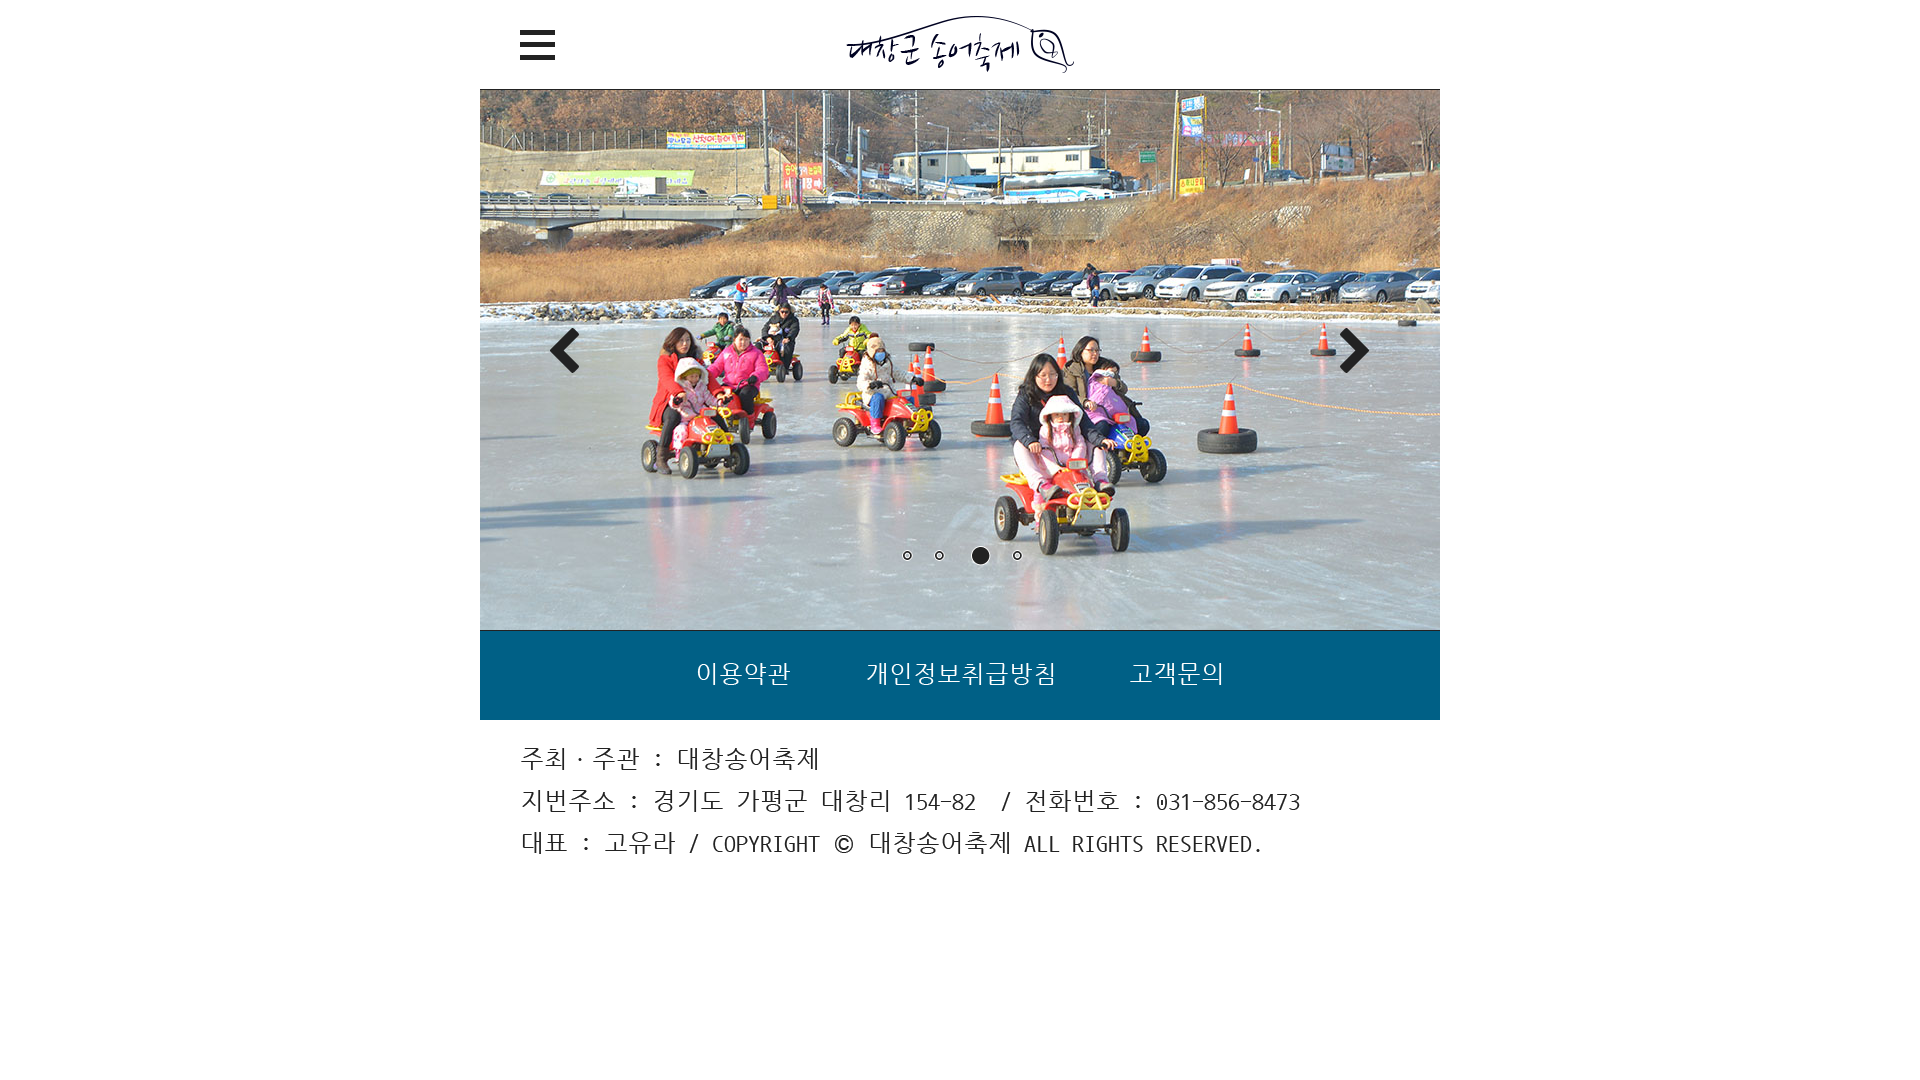 대창군 송어축제
이용약관 개인정보취급방침 고객문의
주최 · 주관 : 대창송어축제
지번주소 : 경기도 가평군 대창리 154-82 / 전화번호 : 031-856-8473
대표 : 고유라 / COPYRIGHT © 대창송어축제 ALL RIGHTS RESERVED.